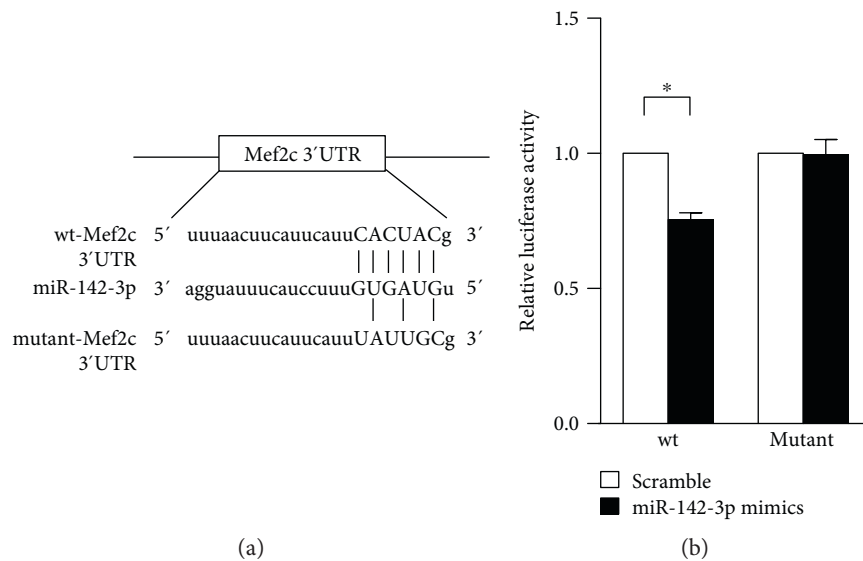 Mef2c 3′UTR
wt-Mef2c 5′ uuuaacuucauucauuCACUACg 3′
3′UTR
miR-142-3p 3′ agguauuucauccuuuGUGAUGu 5′
mutant-Mef2c 5′ uuuaacuucauucauuUAUUGCg 3′
3′UTR
(a)
Relative luciferase activity
1.5
1.0
0.5
0.0
*
wt Mutant
Scramble
miR-142-3p mimics
(b)